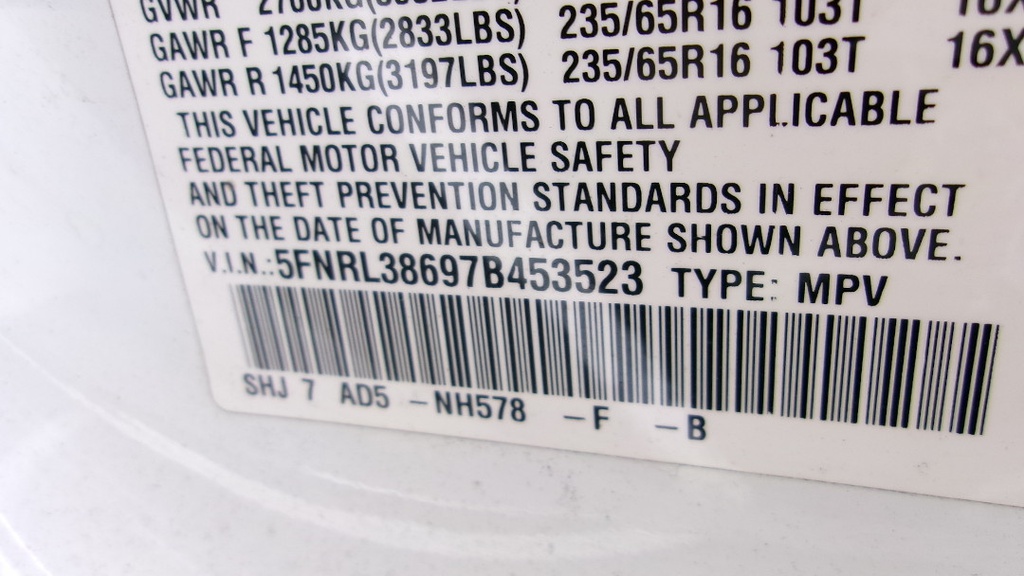 GVWR
GAWR F 1285KG(2833LBS) 235/65R16 103T
GAWR R 1450KG(3197LBS) 235/65R16 103T 16X
THIS VEHICLE CONFORMS TO ALL APPLICABLE
FEDERAL MOTOR VEHICLE SAFETY
AND THEFT PREVENTION STANDARDS IN EFFECT
ON THE DATE OF MANUFACTURE SHOWN ABOVE.
V.I.N.:5FNRL38697B453523 TYPE: MPV
SHJ 7 AD5 -NH578 -F -B